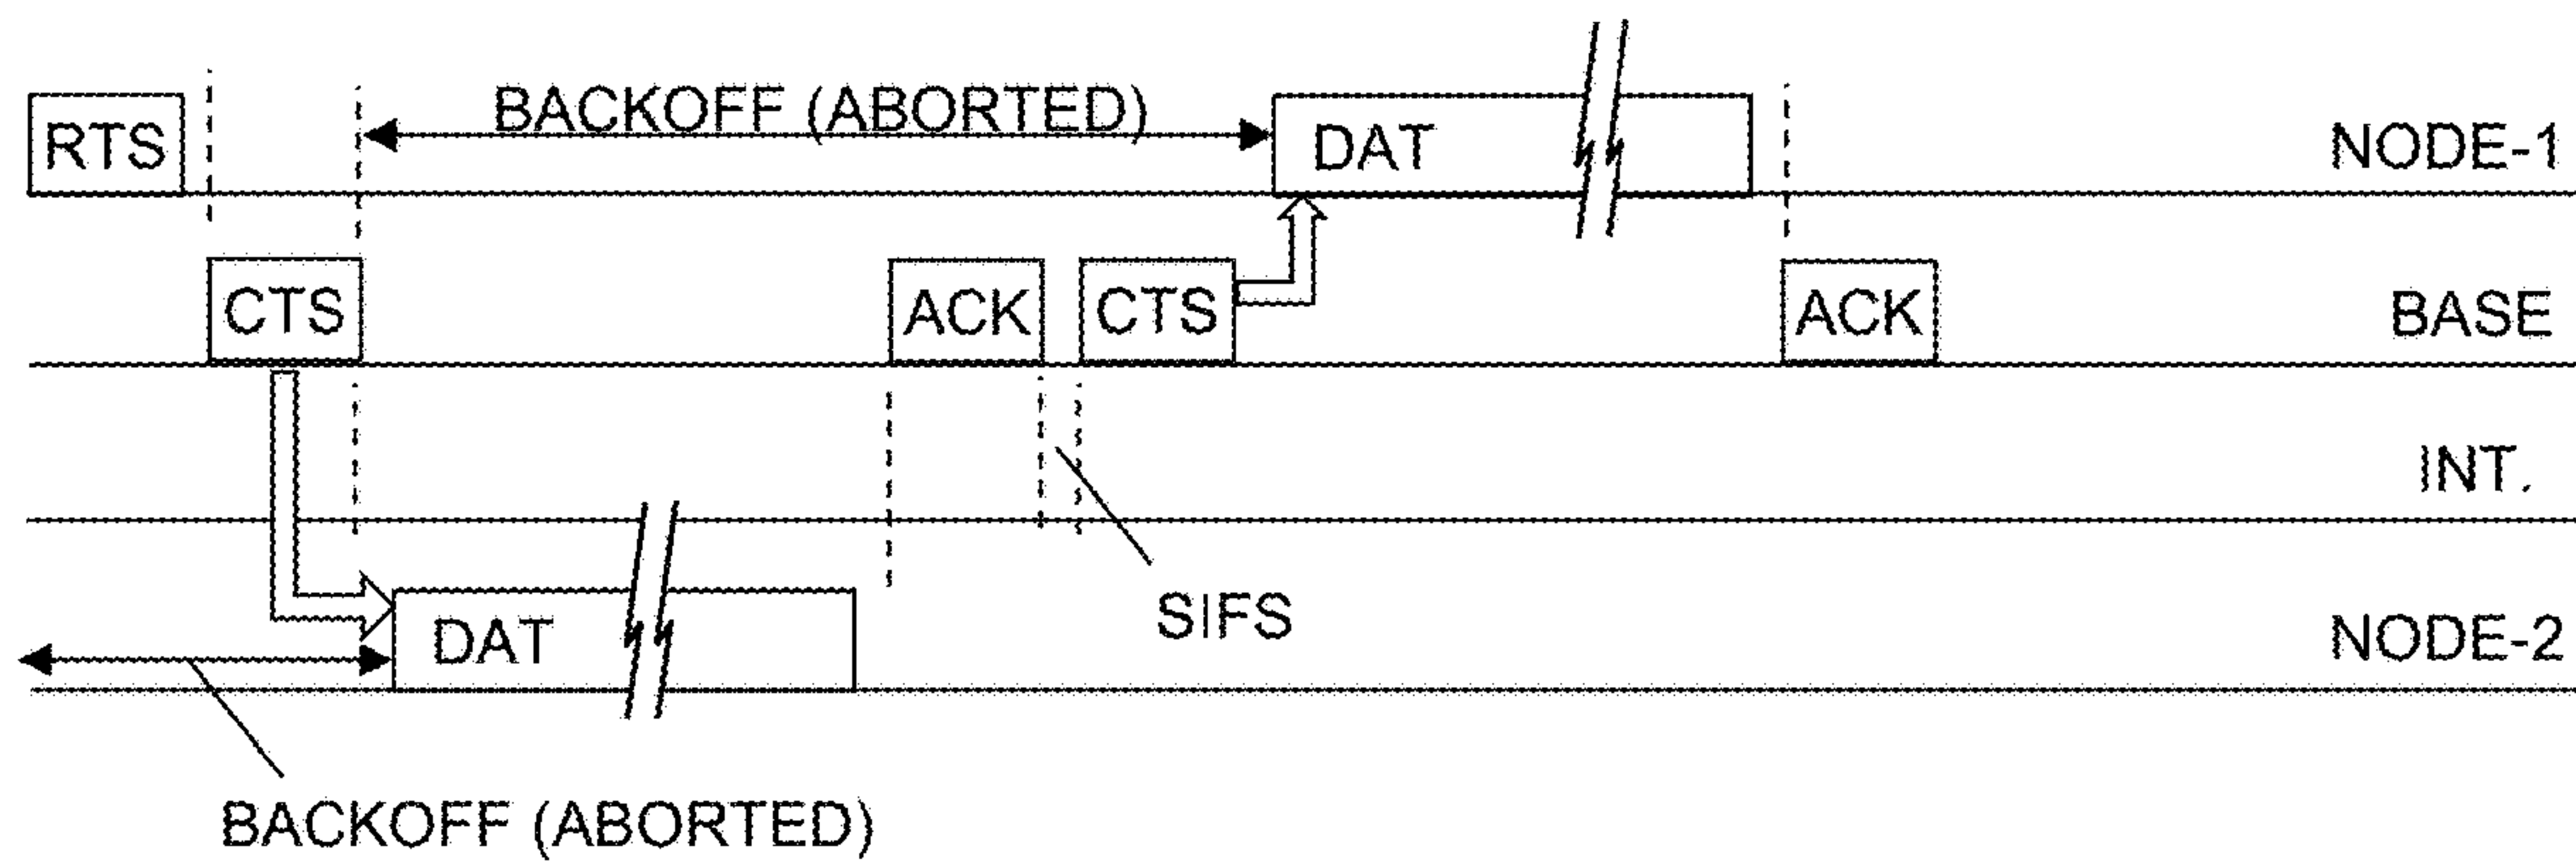 BACKOFF (ABORTED)
RTS
DAT
NODE-1
CTS
ACK
CTS
ACK
BASE
INT.
SIFS
DAT
NODE-2
BACKOFF (ABORTED)